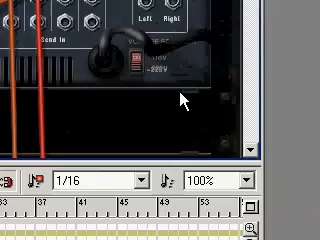 Left Right
Send In
110V
~220V
1/16 100%
33 37 41 45 49 53